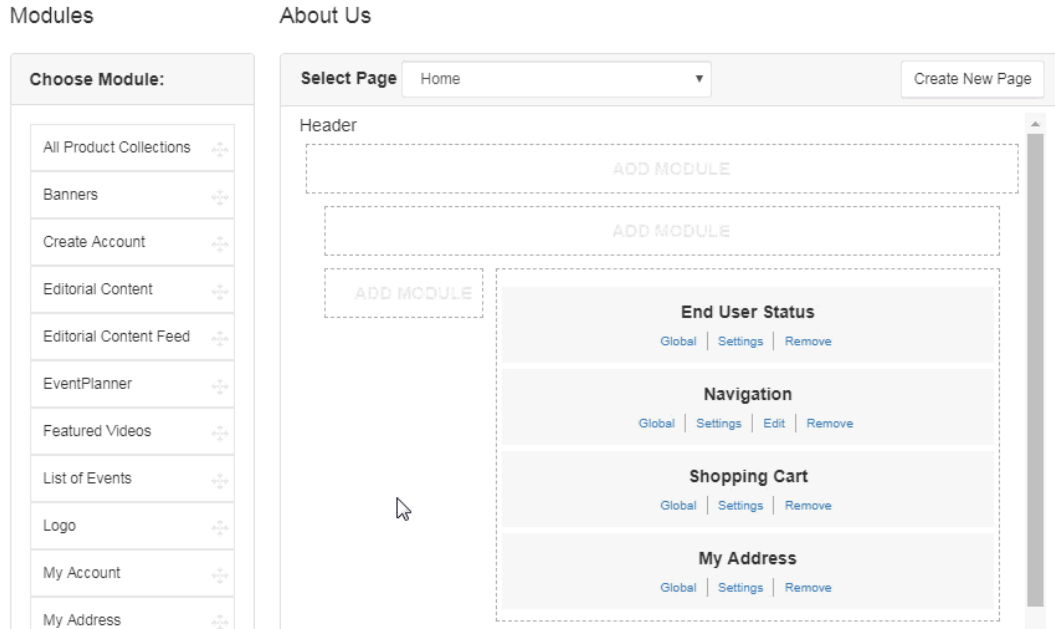 Modules
About Us
Choose Module:
Select Page
Home
Create New Page
All Product Collections
Banners
Create Account
Editorial Content
Editorial Content Feed
EventPlanner
Featured Videos
List of Events
Logo
My Account
My Address
Header
ADD MODULE
ADD MODULE
ADD MODULE
End User Status
Global | Settings | Remove
Navigation
Global | Settings | Edit | Remove
Shopping Cart
Global | Settings | Remove
My Address
Global | Settings | Remove